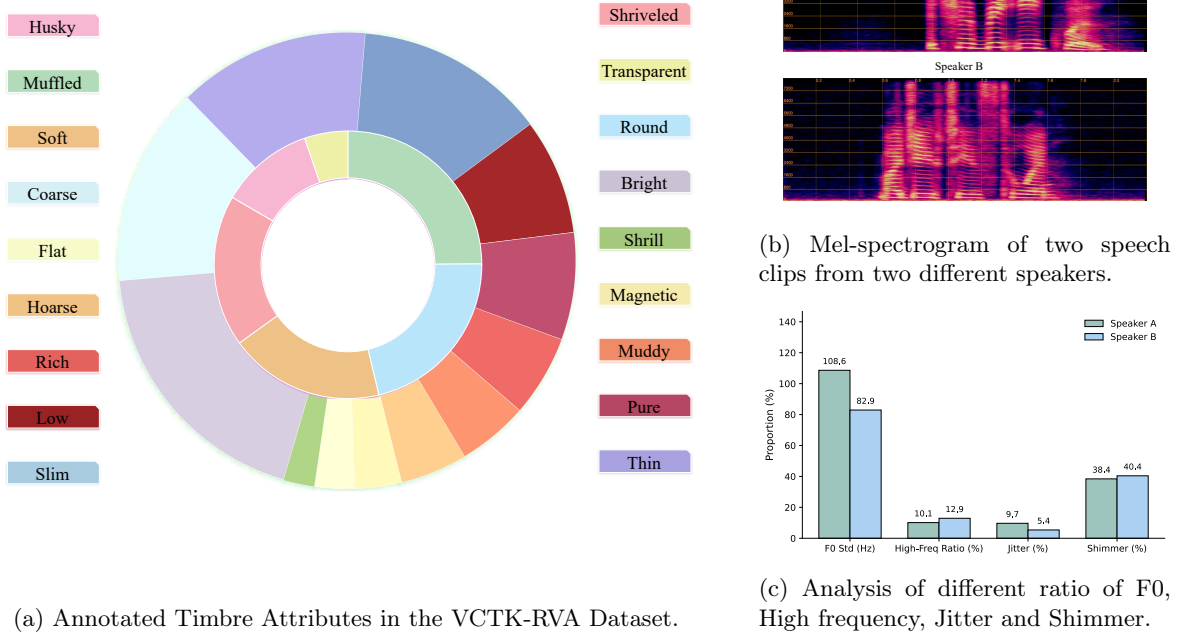 Husky
Muffled
Soft
Coarse
Flat
Hoarse
Rich
Low
Slim
Shriveled
Transparent
Round
Bright
Shrill
Magnetic
Muddy
Pure
Thin
(a) Annotated Timbre Attributes in the VCTK-RVA Dataset.
Speaker B
(b) Mel-spectrogram of two speech
clips from two different speakers.
Speaker A
Speaker B
Proportion (%)
140
120
100
80
60
40
20
0
108.6
82.9
10.1
12.9
9.7
5.4
38.4
40.4
F0 Std (Hz)
High-Freq Ratio (%)
Jitter (%)
Shimmer (%)
(c) Analysis of different ratio of F0,
High frequency, Jitter and Shimmer.